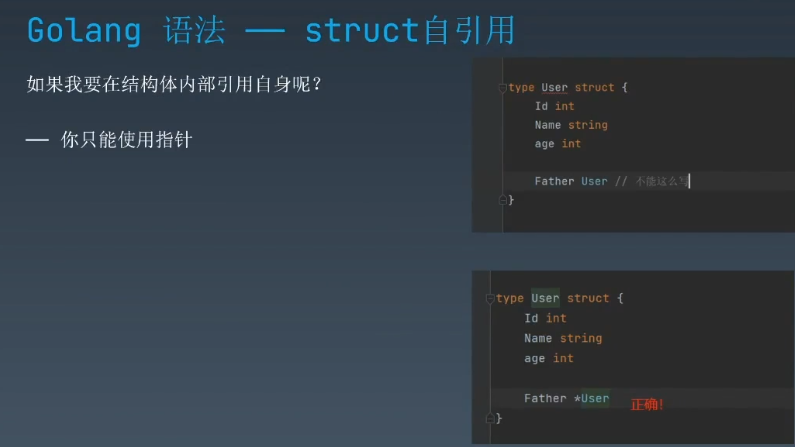 Golang 语法 —— struct自引用
如果我要在结构体内部引用自身呢?
—— 你只能使用指针
type User struct {
Id int
Name string
age int
Father User // 不能这么写
}
type User struct {
Id int
Name string
age int
Father *User 正确!
}